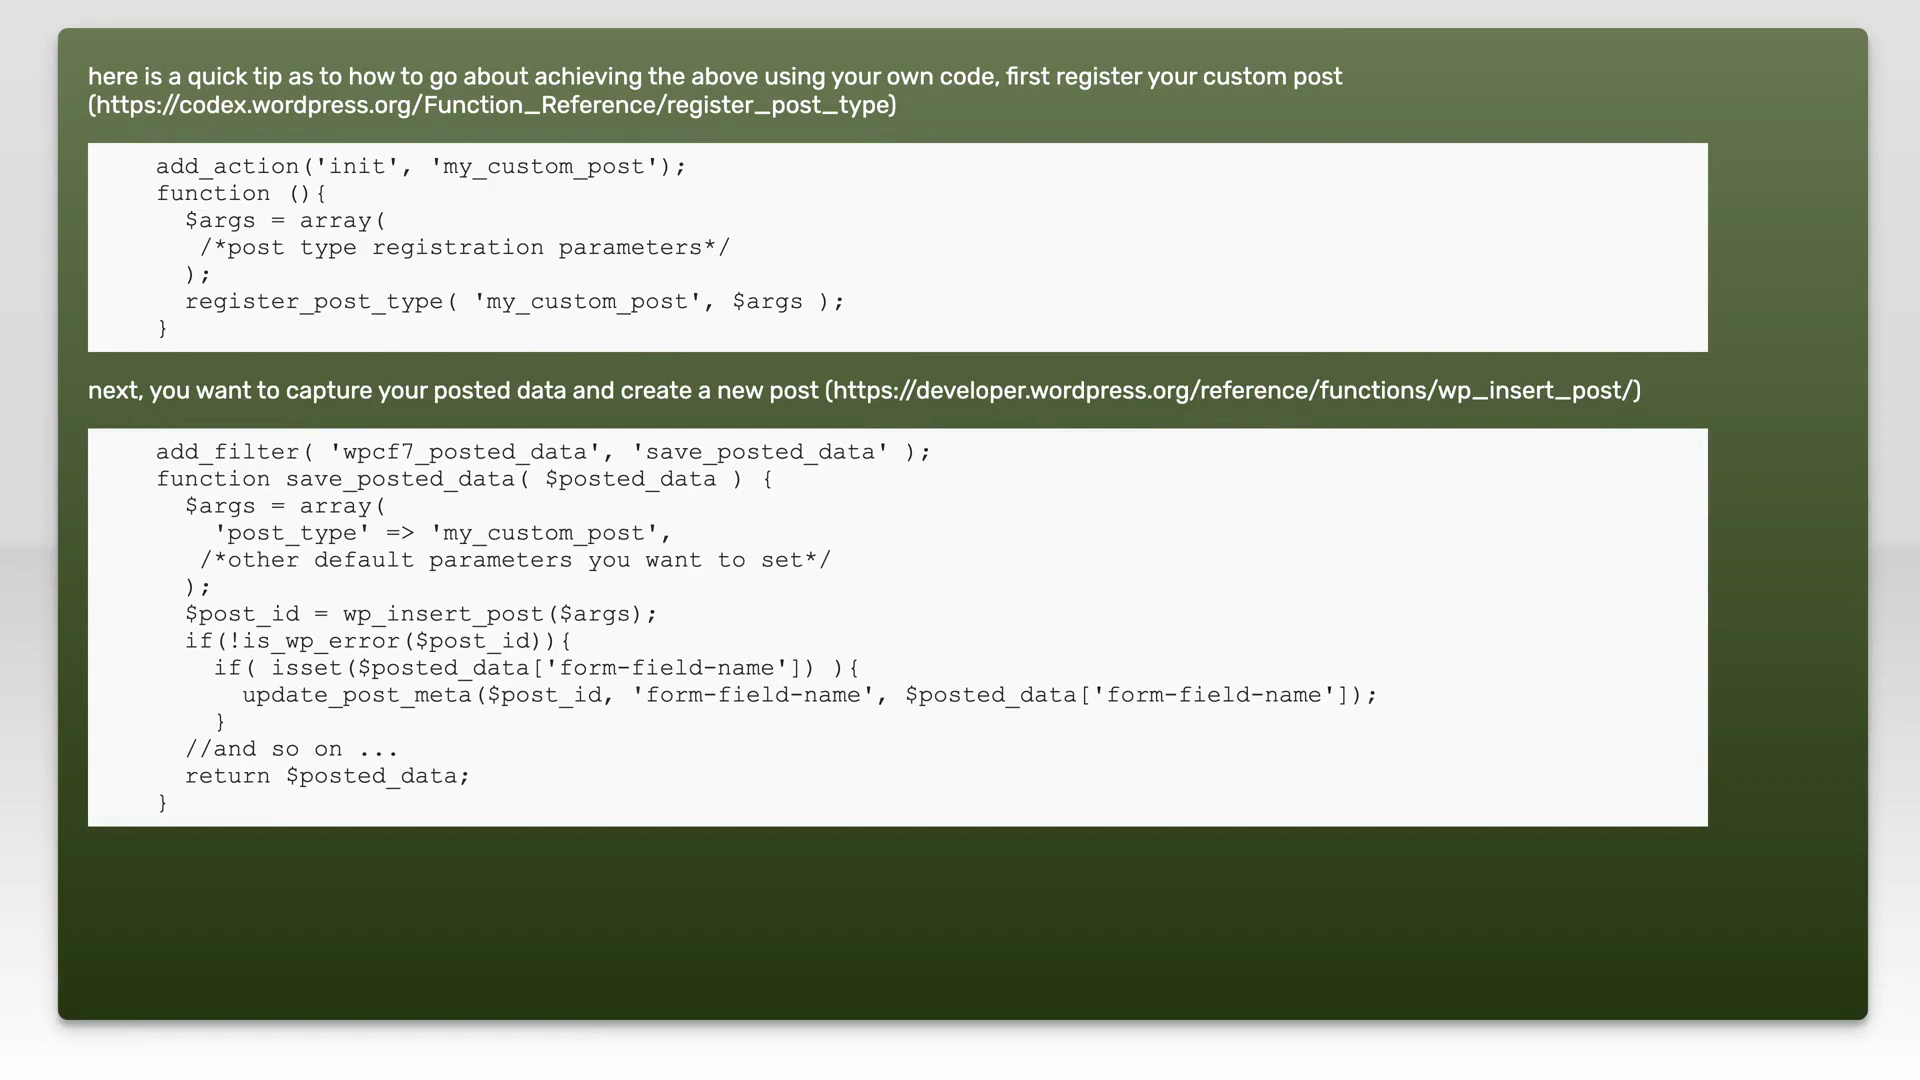 here is a quick tip as to how to go about achieving the above using your own code, first register your custom post
(https://codex.wordpress.org/Function_Reference/register_post_type)
add_action('init', 'my_custom_post');
function (){
  $args = array(
   /*post type registration parameters*/
  );
  register_post_type( 'my_custom_post', $args );
}
next, you want to capture your posted data and create a new post (https://developer.wordpress.org/reference/functions/wp_insert_post/)
add_filter( 'wpcf7_posted_data', 'save_posted_data' );
function save_posted_data( $posted_data ) {
  $args = array(
    'post_type' => 'my_custom_post',
   /*other default parameters you want to set*/
  );
  $post_id = wp_insert_post($args);
  if(!is_wp_error($post_id)){
    if( isset($posted_data['form-field-name']) ){
      update_post_meta($post_id, 'form-field-name', $posted_data['form-field-name']);
    }
  //and so on ...
  return $posted_data;
}